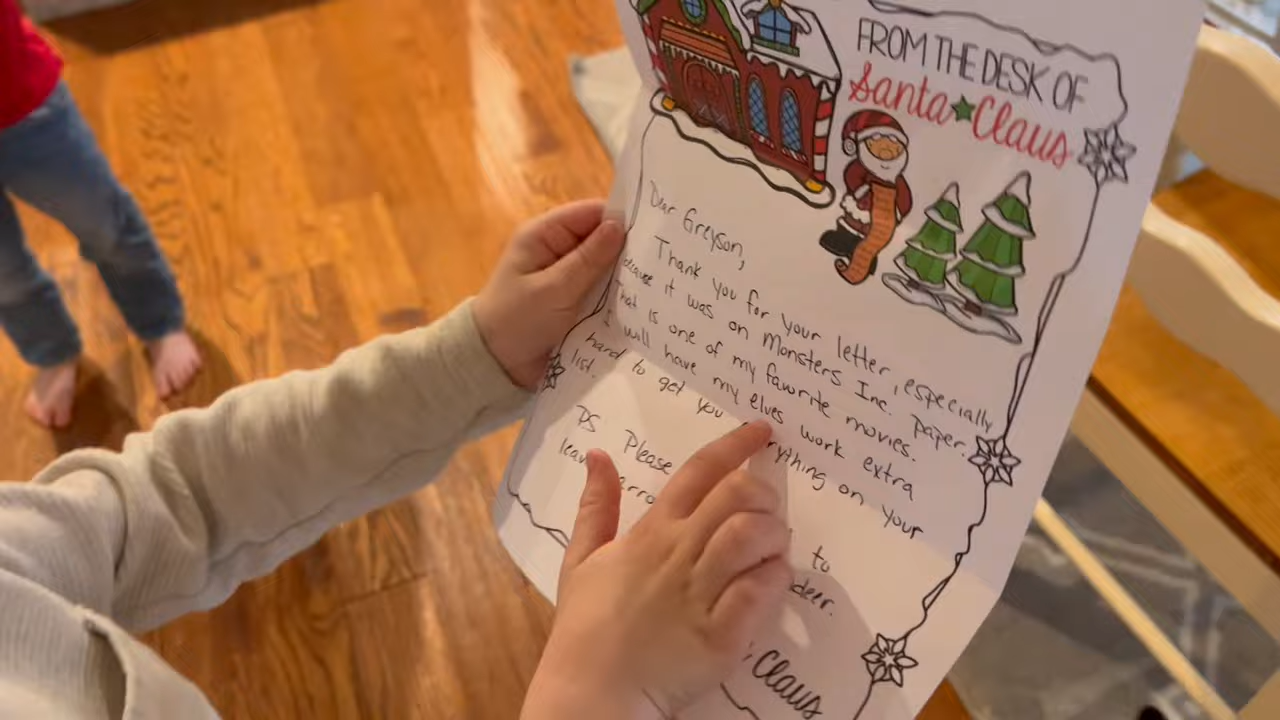 FROM THE DESK OF
Santa Claus
Dear Greyson,
Thank you for your letter, especially
because it was on Monsters Inc. paper.
That is one of my favorite movies.
I will have my elves work extra
hard to get you everything on your
list.
PS Please to
leave deer.
Claus